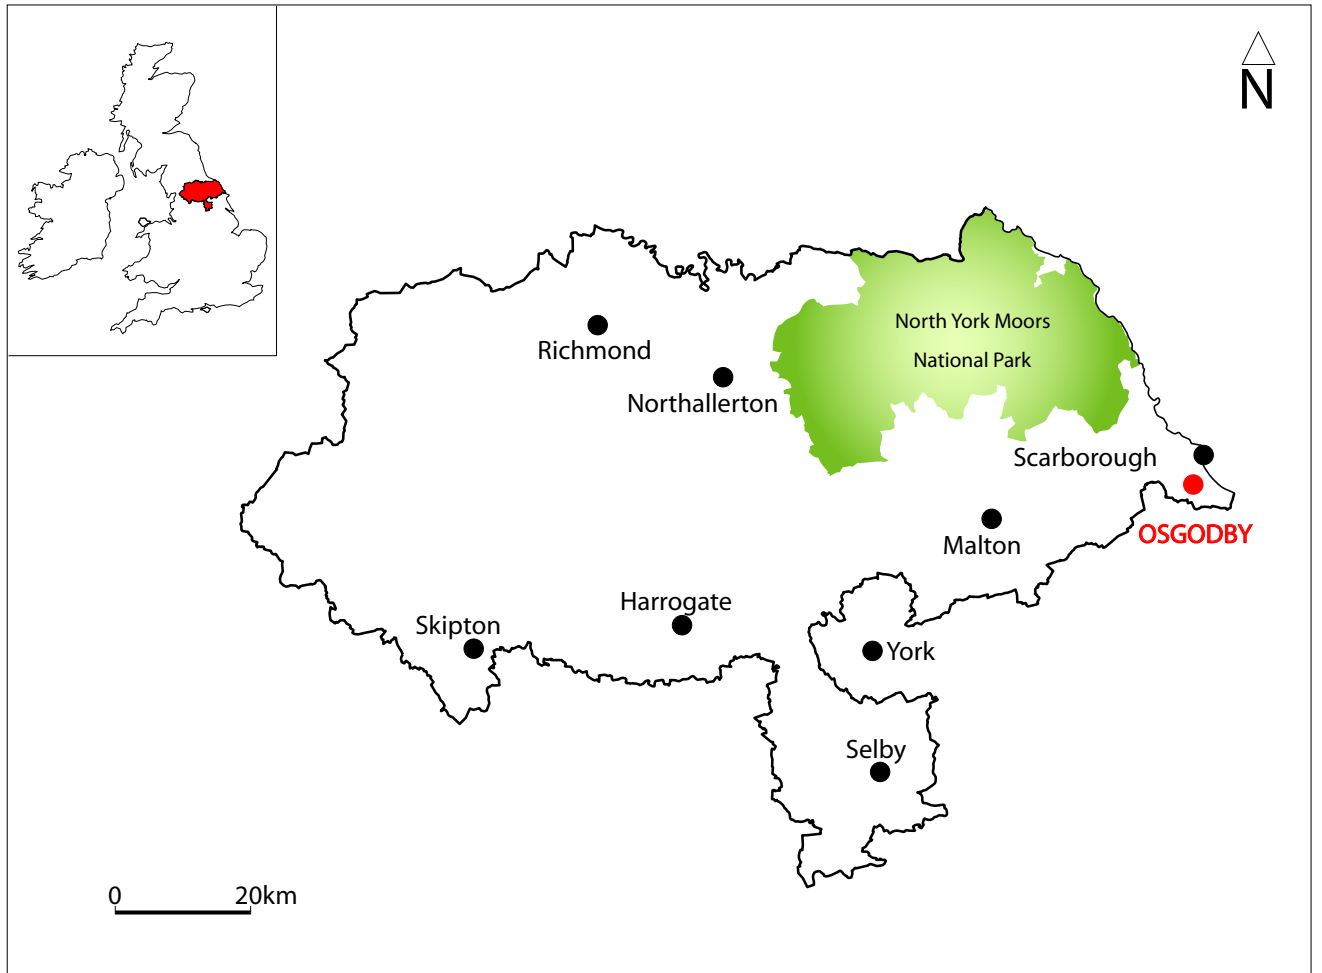 N
North York Moors
National Park
Richmond
Northallerton
Scarborough
OSGODBY
Malton
Harrogate
Skipton
York
Selby
0 20km